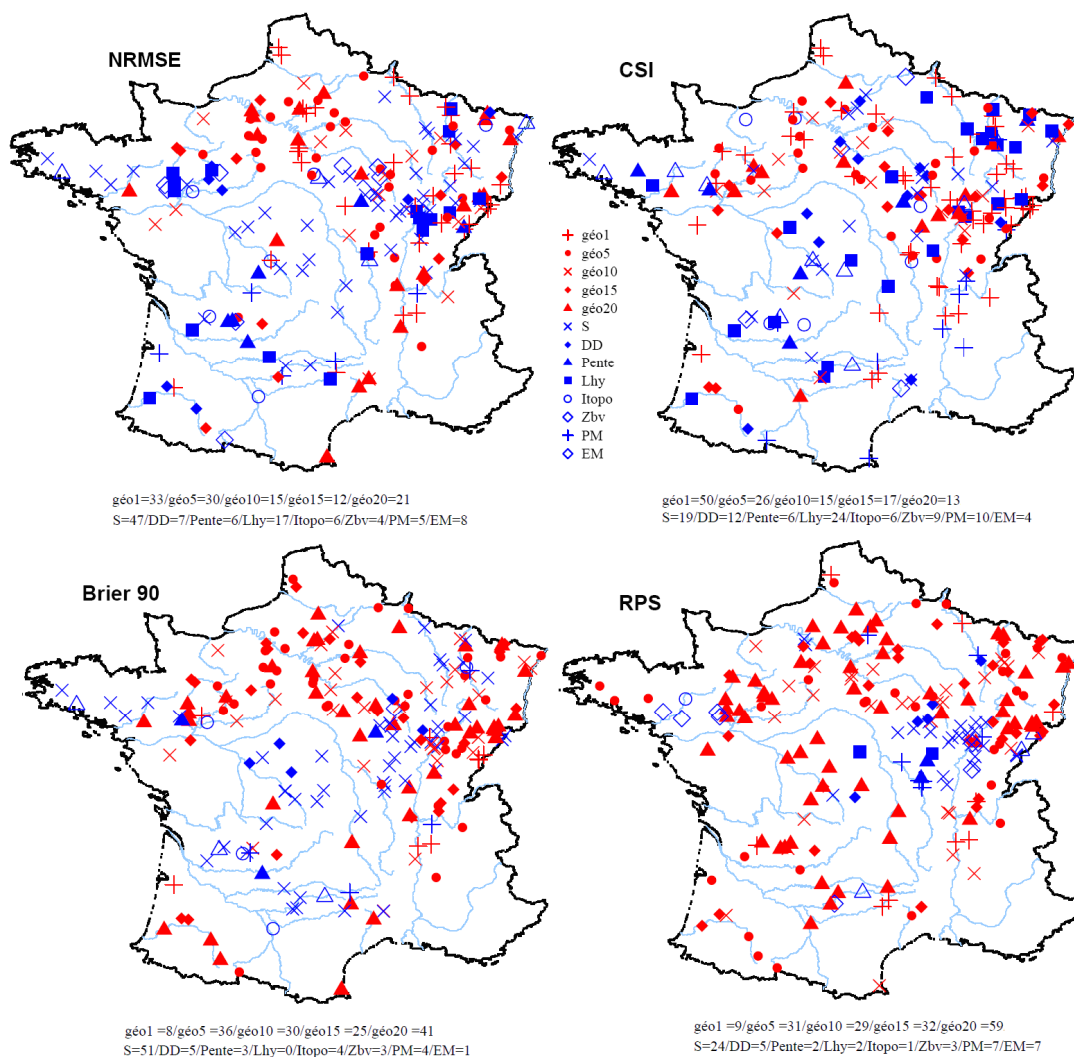 NRMSE
CSI
géo1
géo5
géo10
géo15
géo20
S
DD
Pente
Lhy
Itopo
Zbv
PM
EM
géo1=33/géo5=30/géo10=15/géo15=12/géo20=21
S=47/DD=7/Pente=6/Lhy=17/Itopo=6/Zbv=4/PM=5/EM=8
géo1=50/géo5=26/géo10=15/géo15=17/géo20=13
S=19/DD=12/Pente=6/Lhy=24/Itopo=6/Zbv=9/PM=10/EM=4
Brier 90
RPS
géo1 =8/géo5 =36/géo10 =30/géo15 =25/géo20 =41
S=51/DD=5/Pente=3/Lhy=0/Itopo=4/Zbv=3/PM=4/EM=1
géo1 =9/géo5 =31/géo10 =29/géo15 =32/géo20 =59
S=24/DD=5/Pente=2/Lhy=2/Itopo=1/Zbv=3/PM=7/EM=7